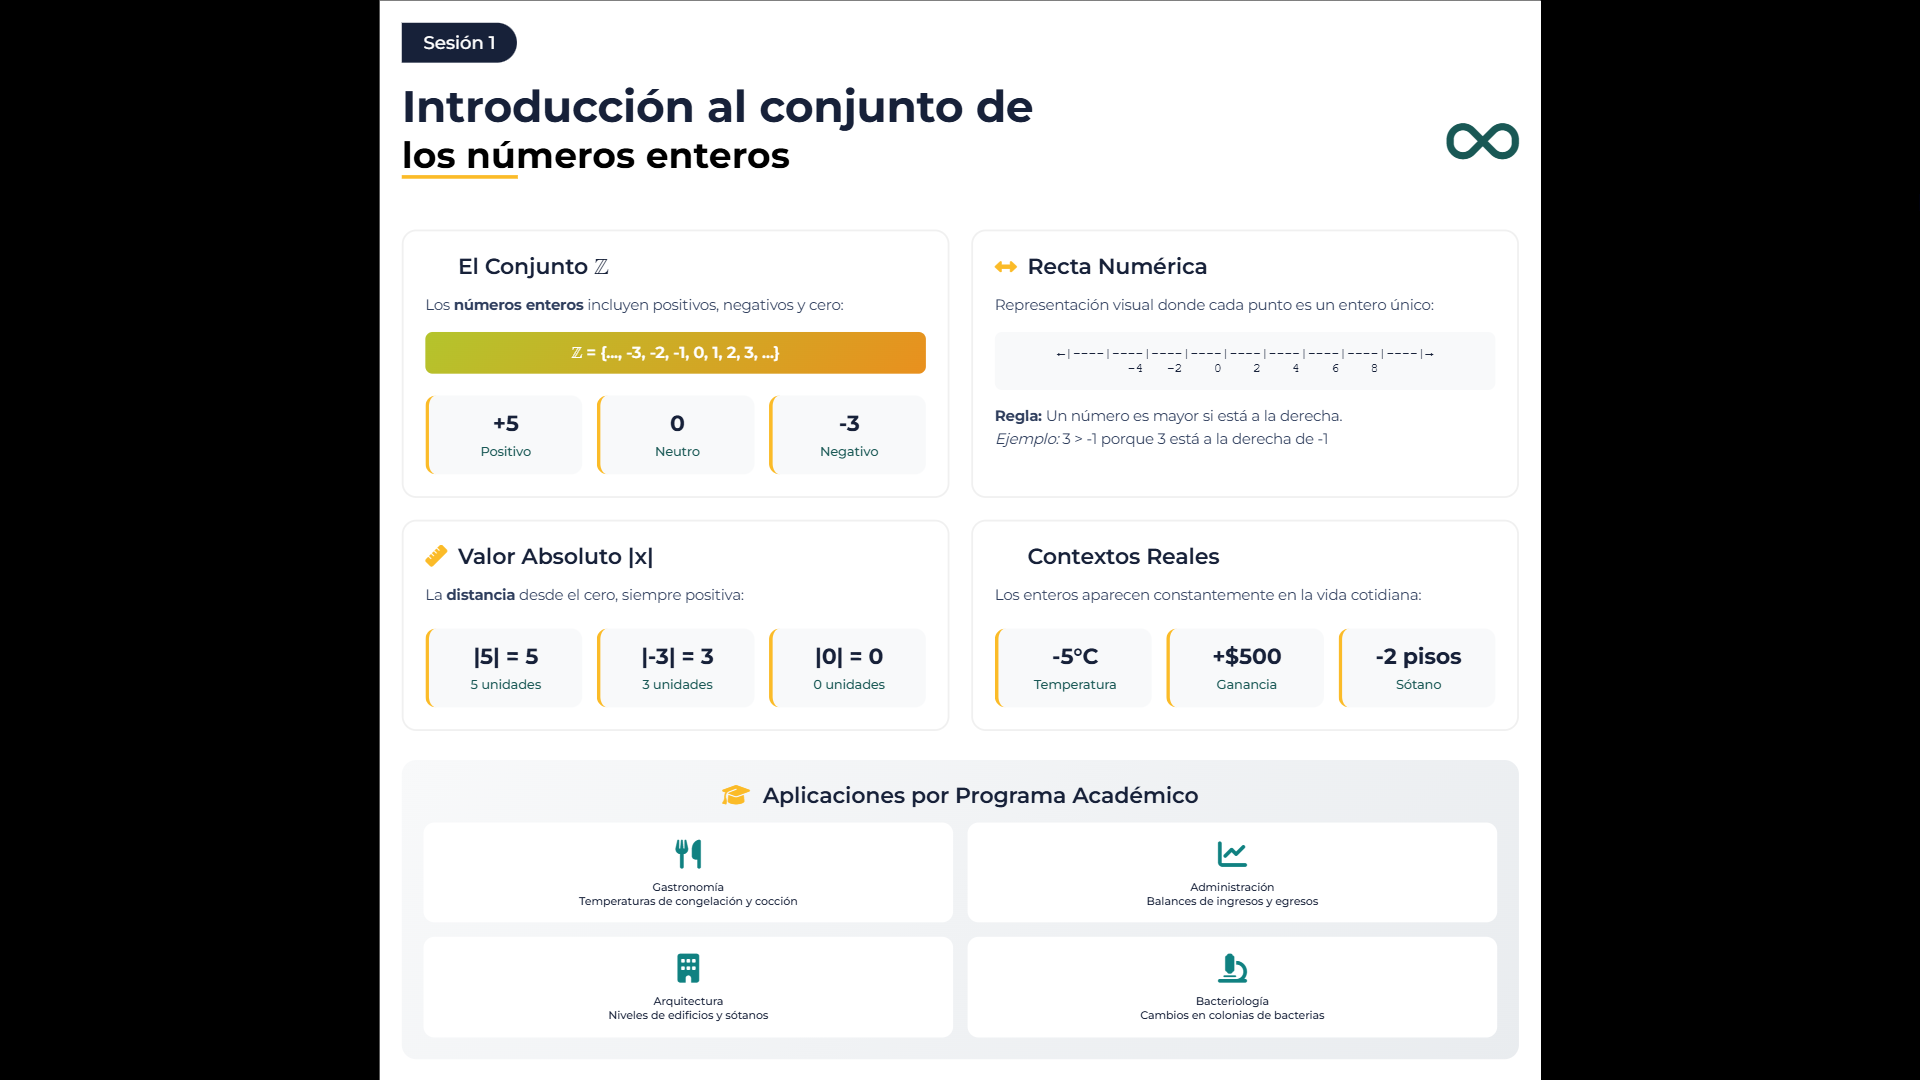 Sesión 1
Introducción al conjunto de
los números enteros
El Conjunto ℤ
Los números enteros incluyen positivos, negativos y cero:
ℤ = {..., -3, -2, -1, 0, 1, 2, 3, ...}
+5
Positivo
0
Neutro
-3
Negativo
Recta Numérica
Representación visual donde cada punto es un entero único:
←|----|----|----|----|----|----|----|----|----|→
-4 -2 0 2 4 6 8
Regla: Un número es mayor si está a la derecha.
Ejemplo: 3 > -1 porque 3 está a la derecha de -1
Valor Absoluto |x|
La distancia desde el cero, siempre positiva:
|5| = 5
5 unidades
|-3| = 3
3 unidades
|0| = 0
0 unidades
Contextos Reales
Los enteros aparecen constantemente en la vida cotidiana:
-5°C
Temperatura
+$500
Ganancia
-2 pisos
Sótano
Aplicaciones por Programa Académico
Gastronomía
Temperaturas de congelación y cocción
Administración
Balances de ingresos y egresos
Arquitectura
Niveles de edificios y sótanos
Bacteriología
Cambios en colonias de bacterias